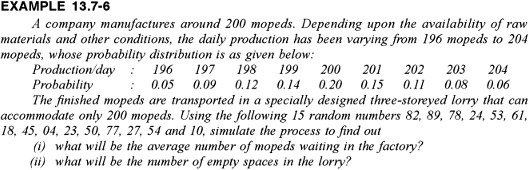 EXAMPLE 13.7-6
A company manufactures around 200 mopeds. Depending upon the availability of raw
materials and other conditions, the daily production has been varying from 196 mopeds to 204
mopeds, whose probability distribution is as given below:
Production/day : 196 197 198 199 200 201 202 203 204
Probability : 0.05 0.09 0.12 0.14 0.20 0.15 0.11 0.08 0.06
The finished mopeds are transported in a specially designed three-storeyed lorry that can
accommodate only 200 mopeds. Using the following 15 random numbers 82, 89, 78, 24, 53, 61,
18, 45, 04, 23, 50, 77, 27, 54 and 10, simulate the process to find out
(i) what will be the average number of mopeds waiting in the factory?
(ii) what will be the number of empty spaces in the lorry?